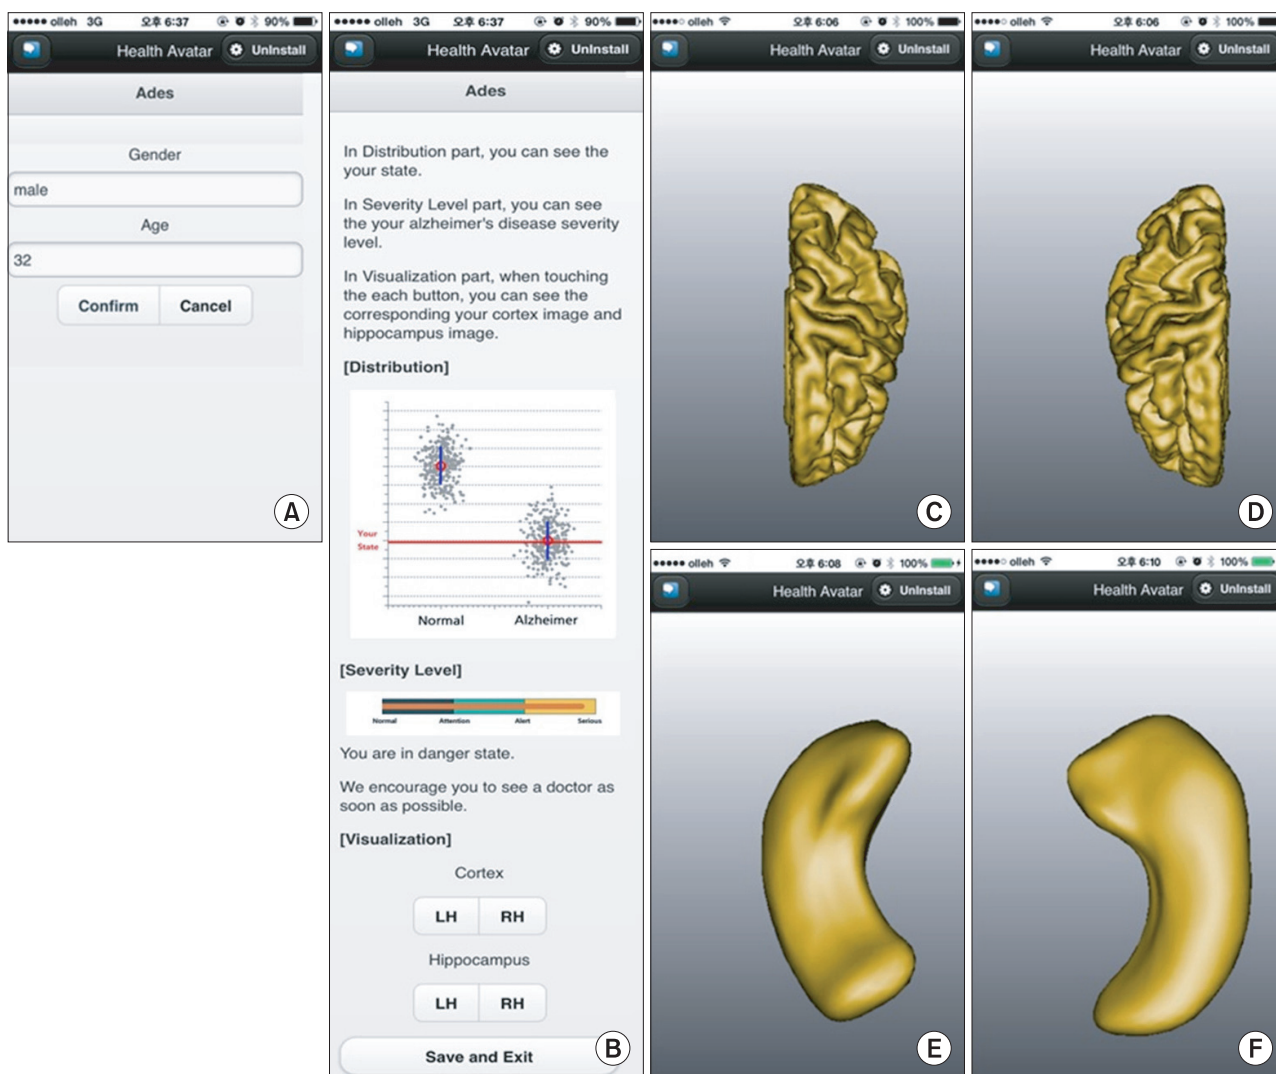 olleh 3G 오후 6:37 90%
Health Avatar UnInstall
Ades
Gender
male
Age
32
Confirm Cancel
A
olleh 3G 오후 6:37 90%
Health Avatar UnInstall
Ades
In Distribution part, you can see the
your state.
In Severity Level part, you can see
the your alzheimer's disease severity
level.
In Visualization part, when touching
the each button, you can see the
corresponding your cortex image and
hippocampus image.
[Distribution]
Your
State
Normal Alzheimer
[Severity Level]
Normal Attention Alert Serious
You are in danger state.
We encourage you to see a doctor as
soon as possible.
[Visualization]
Cortex
LH RH
Hippocampus
LH RH
Save and Exit
B
olleh 오후 6:06 100%
Health Avatar UnInstall
C
olleh 오후 6:06 100%
Health Avatar UnInstall
D
olleh 오후 6:08 100%
Health Avatar UnInstall
E
olleh 오후 6:10 100%
Health Avatar UnInstall
F